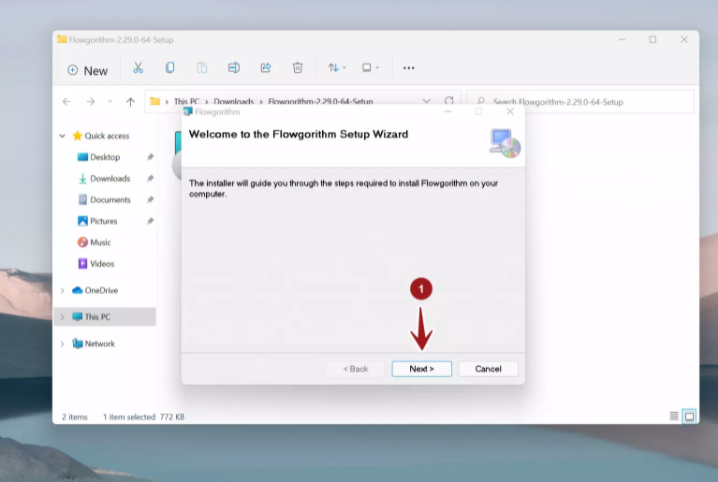 Flowgorithm-2.29.0-64-Setup
New
This PC > Downloads > Flowgorithm-2.29.0-64-Setup
Search Flowgorithm-2.29.0-64-Setup
Flowgorithm
Welcome to the Flowgorithm Setup Wizard
The installer will guide you through the steps required to install Flowgorithm on your
computer.
Quick access
Desktop
Downloads
Documents
Pictures
Music
Videos
OneDrive
This PC
Network
1
< Back
Next >
Cancel
2 items 1 item selected 772 KB